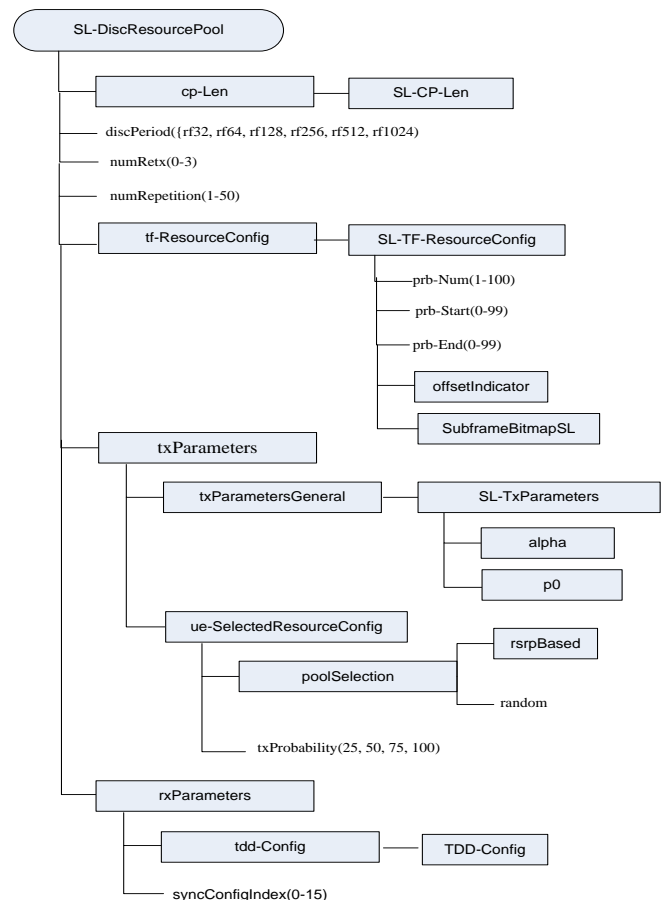 SL-DiscResourcePool
cp-Len
SL-CP-Len
discPeriod({rf32, rf64, rf128, rf256, rf512, rf1024)
numRetx(0-3)
numRepetition(1-50)
tf-ResourceConfig
SL-TF-ResourceConfig
prb-Num(1-100)
prb-Start(0-99)
prb-End(0-99)
offsetIndicator
SubframeBitmapSL
txParameters
txParametersGeneral
SL-TxParameters
alpha
p0
ue-SelectedResourceConfig
rsrpBased
poolSelection
random
txProbability(25, 50, 75, 100)
rxParameters
tdd-Config
TDD-Config
syncConfigIndex(0-15)